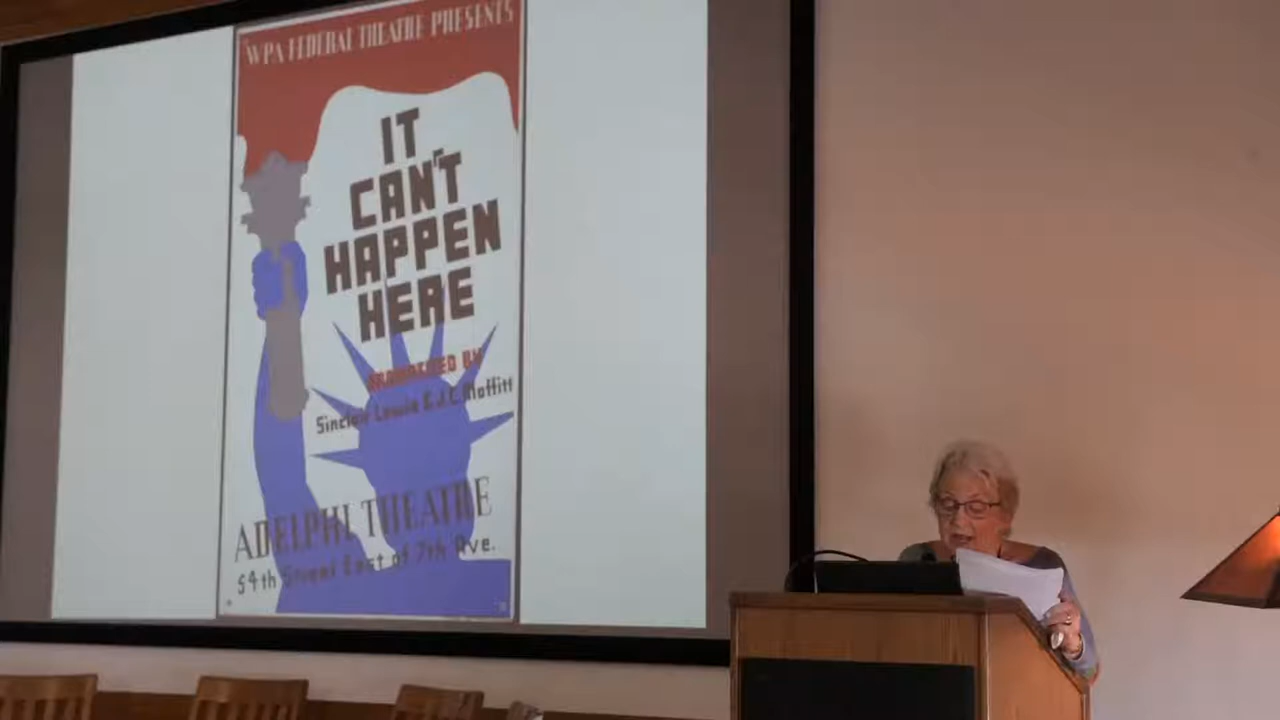 WPA FEDERAL THEATRE PRESENTS
IT
CAN'T
HAPPEN
HERE
DRAMATIZED BY
Sinclair Lewis & J.C. Moffitt
ADELPHI THEATRE
54th Street East of 7th Ave.